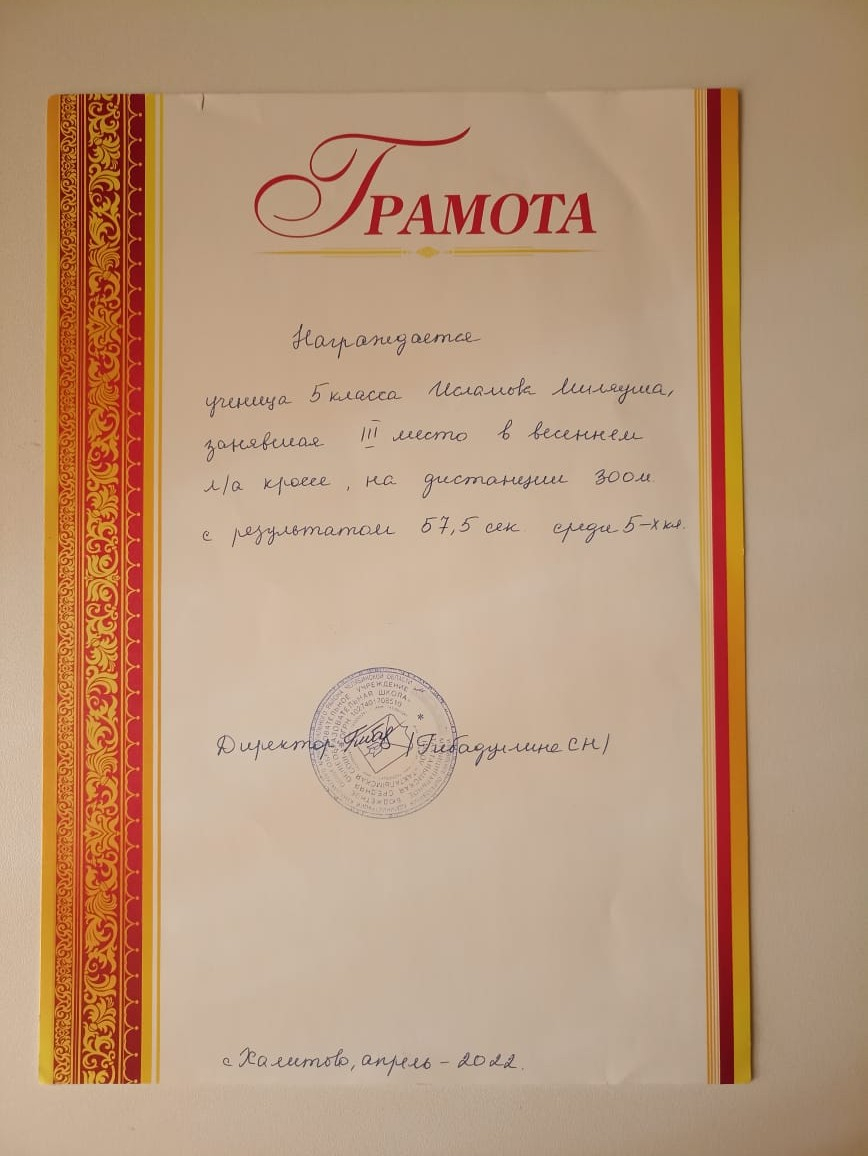 ГРАМОТА
Награждается
ученица 5 класса Исламова Миляуша,
занявшая III место в весеннем
л/а кроссе, на дистанции 300м
с результатом 57,5 сек. среди 5-х кл.
Директор /Гибадуллина СН/
с Халитово, апрель - 2022.